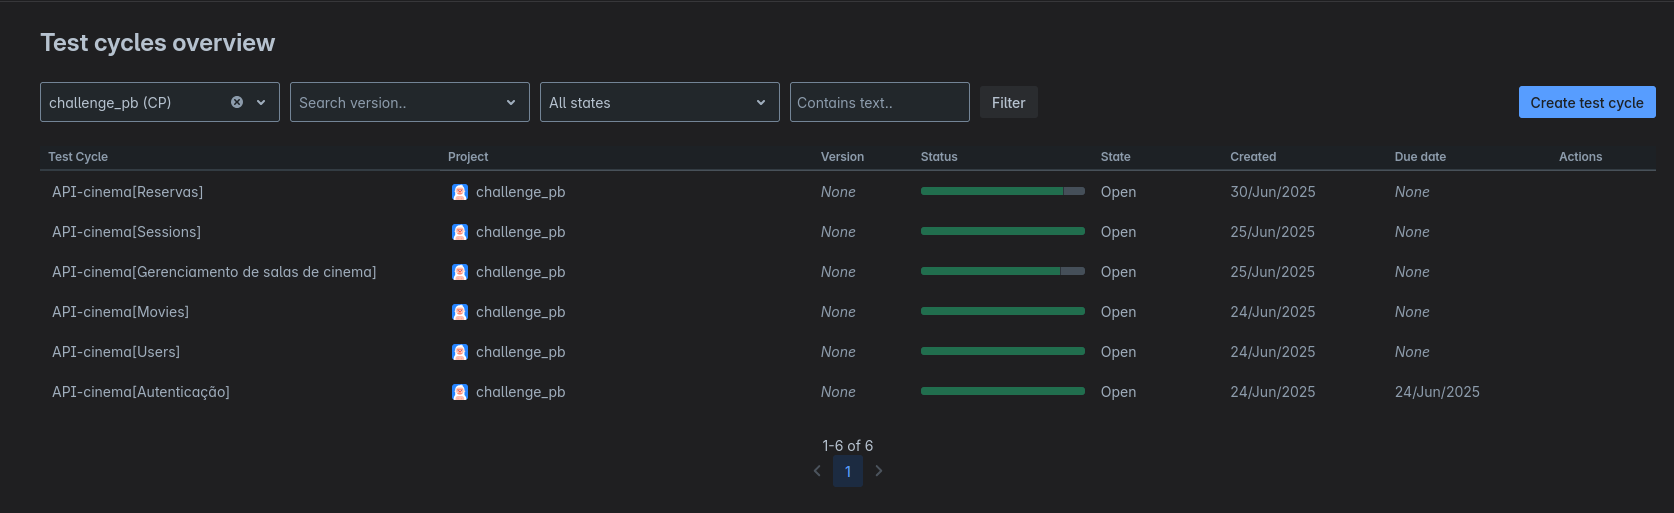 Test cycles overview
challenge_pb (CP) Search version.. All states Contains text.. Filter Create test cycle
Test Cycle Project Version Status State Created Due date Actions
API-cinema[Reservas] challenge_pb None Open 30/Jun/2025 None
API-cinema[Sessions] challenge_pb None Open 25/Jun/2025 None
API-cinema[Gerenciamento de salas de cinema] challenge_pb None Open 25/Jun/2025 None
API-cinema[Movies] challenge_pb None Open 24/Jun/2025 None
API-cinema[Users] challenge_pb None Open 24/Jun/2025 None
API-cinema[Autenticação] challenge_pb None Open 24/Jun/2025 24/Jun/2025
1-6 of 6
1